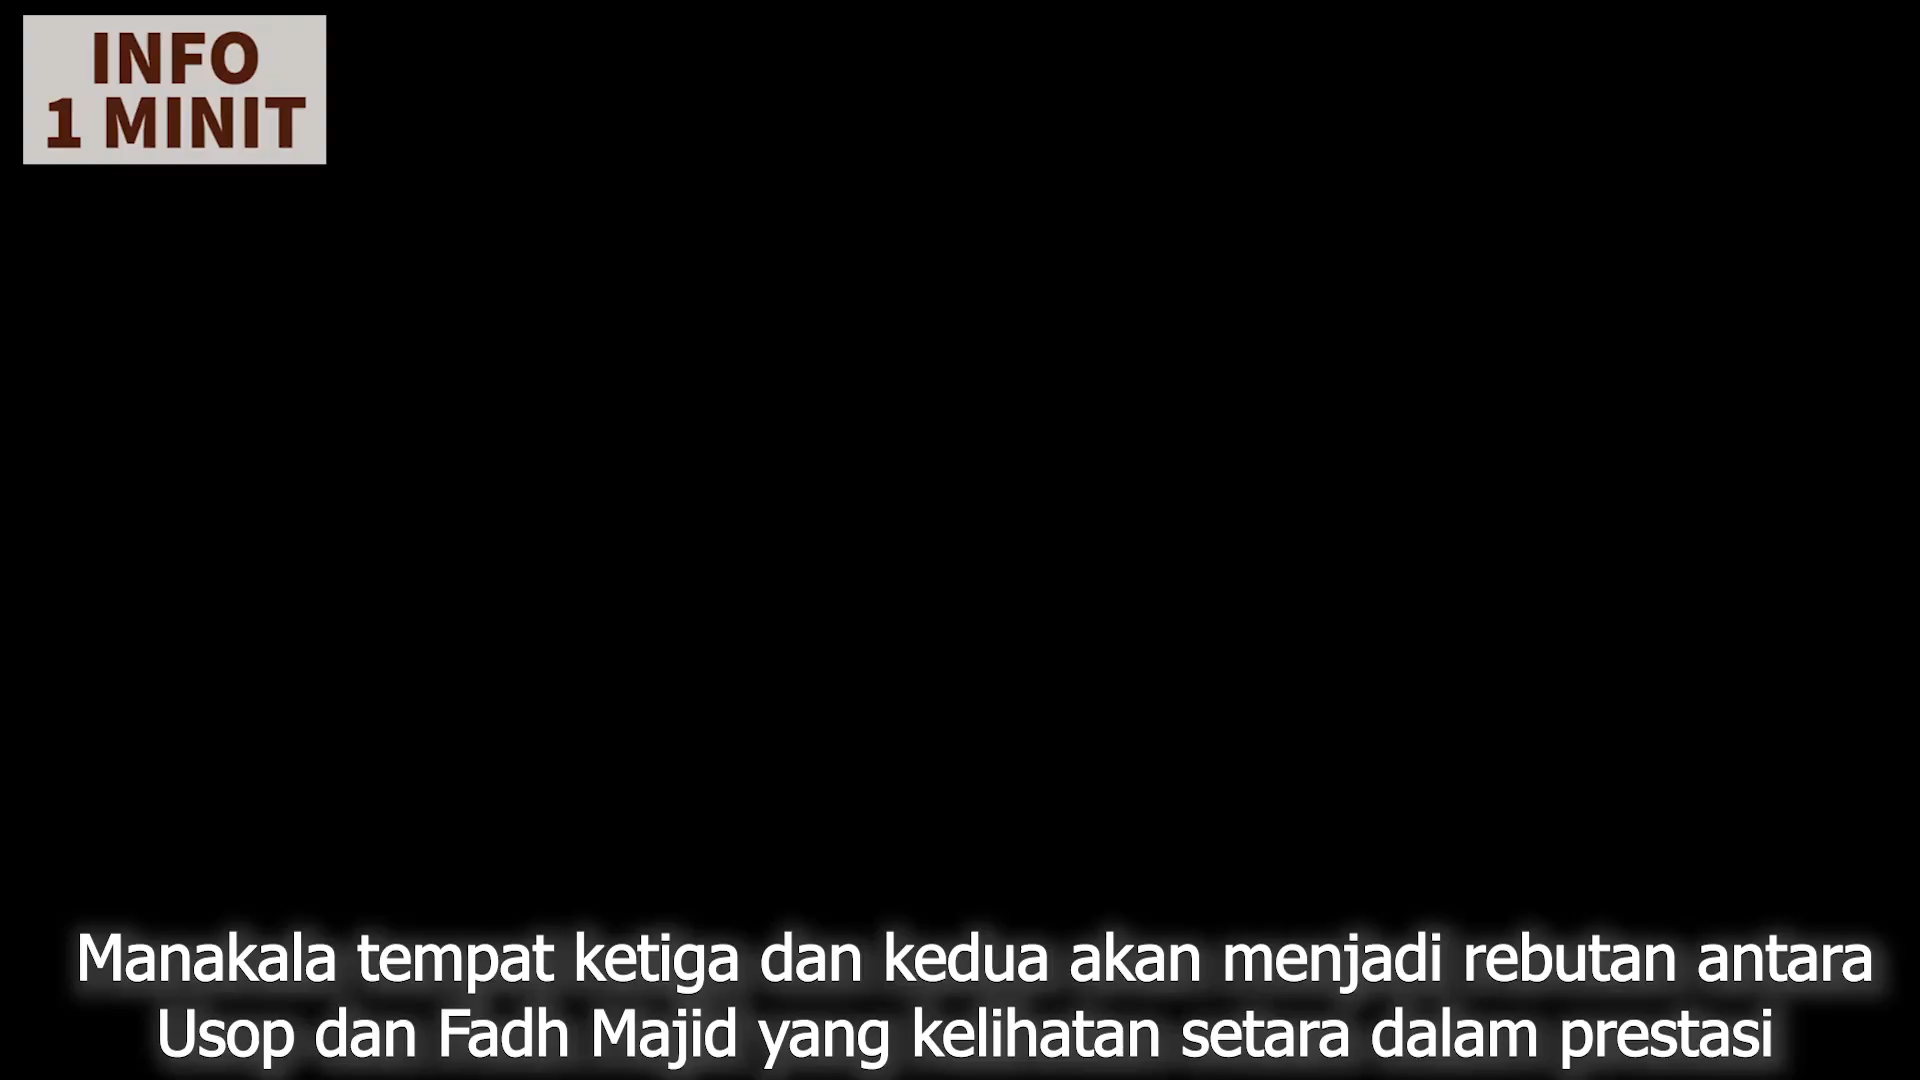 INFO
1 MINIT
Manakala tempat ketiga dan kedua akan menjadi rebutan antara
Usop dan Fadh Majid yang kelihatan setara dalam prestasi